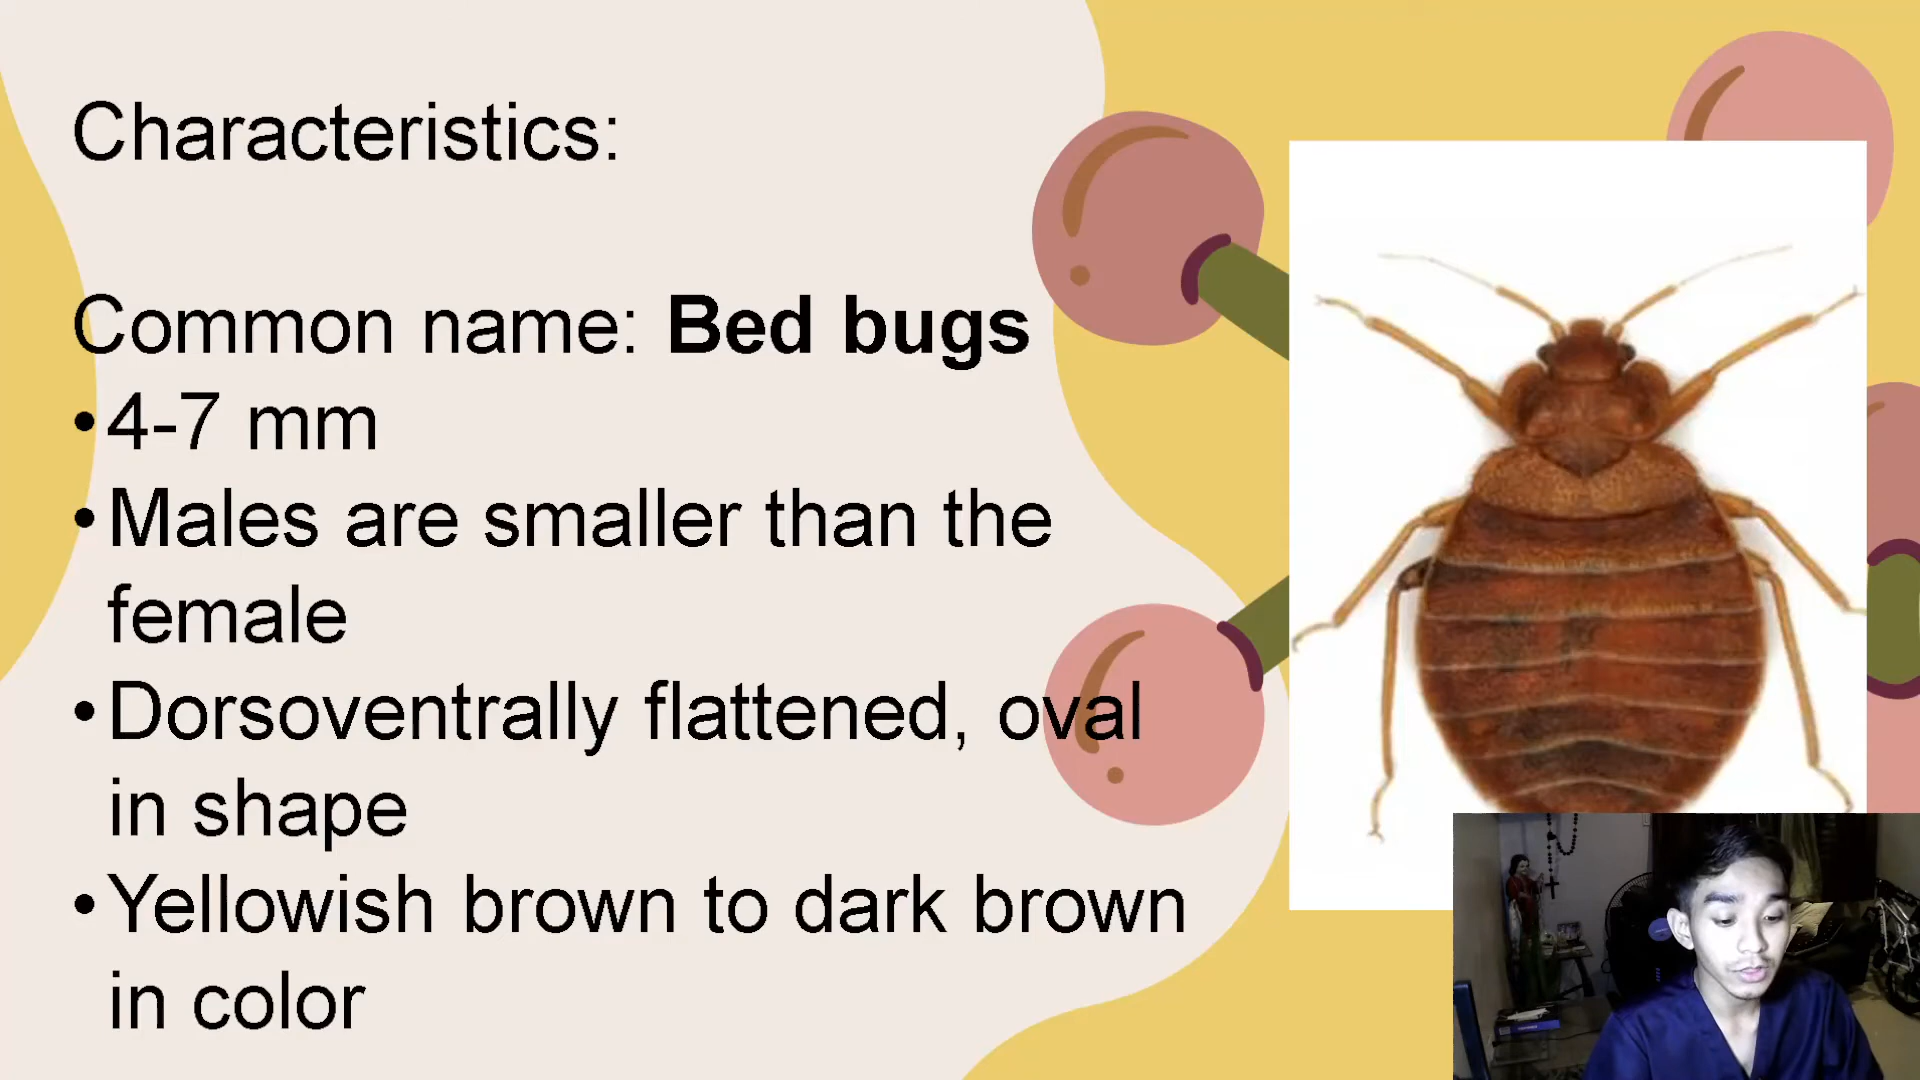 Characteristics:
Common name: Bed bugs
•4-7 mm
•Males are smaller than the
female
•Dorsoventrally flattened, oval
in shape
•Yellowish brown to dark brown
in color